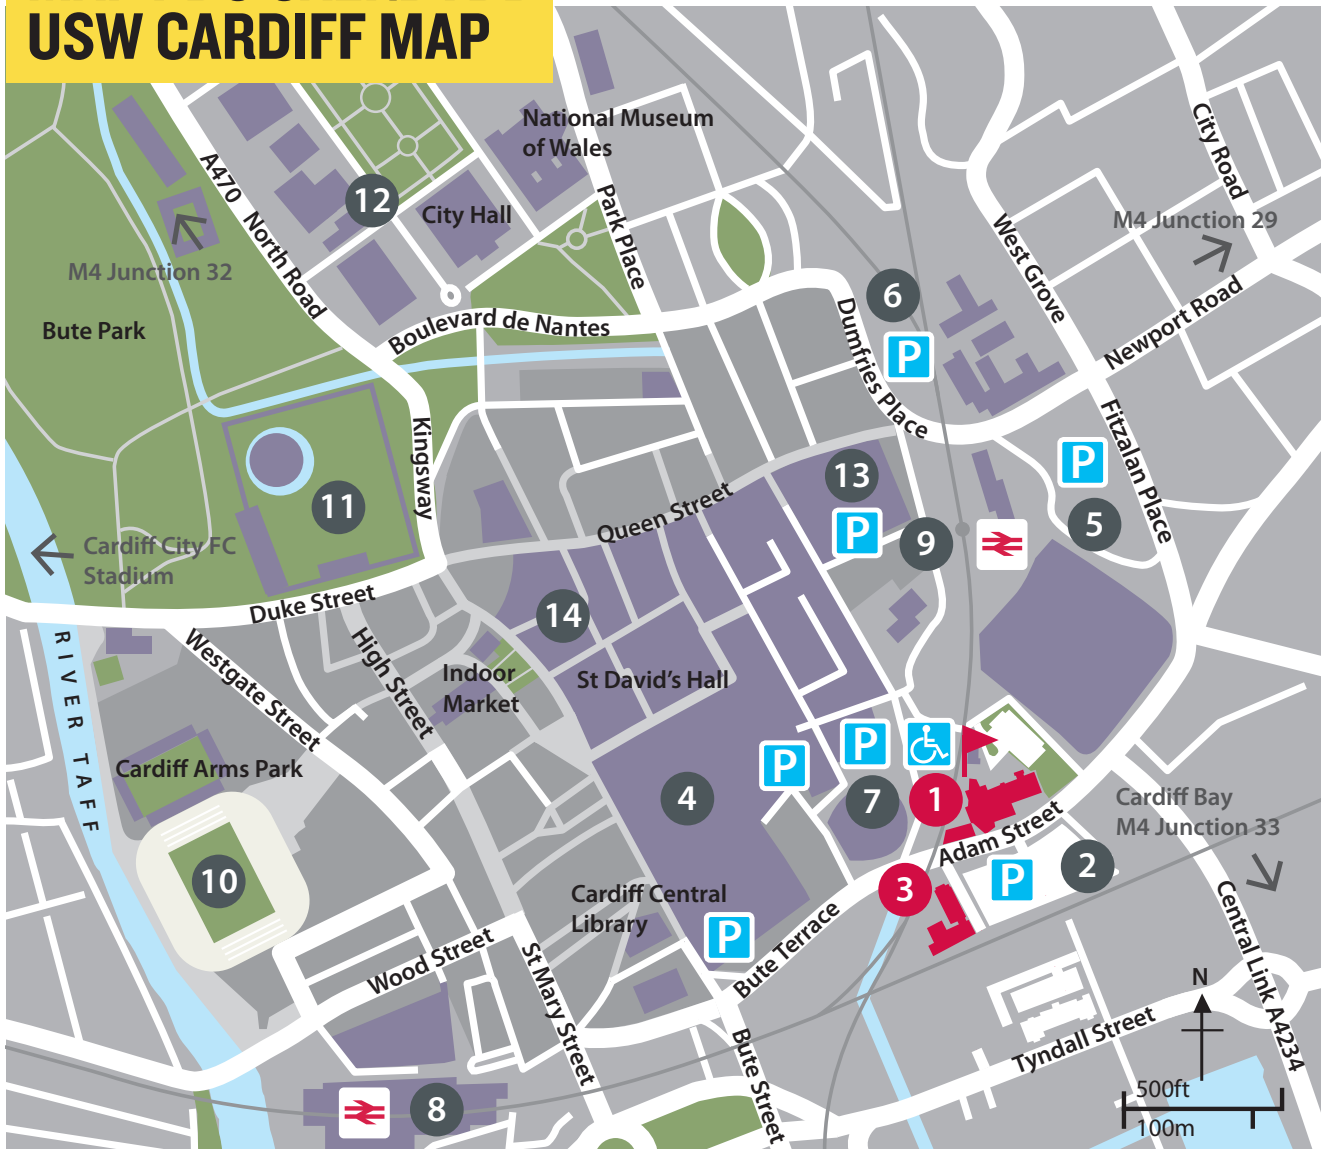 USW CARDIFF MAP
National Museum
of Wales
City Road
A470
North Road
12
City Hall
Park Place
M4 Junction 29
West Grove
M4 Junction 32
6
Newport Road
Bute Park
Boulevard de Nantes
P
Dumfries Place
Kingsway
Fitzalan Place
P
13
Queen Street
11
P
5
9
Cardiff City FC
Stadium
Duke Street
14
RIVER TAFF
Westgate Street
High Street
Indoor
Market
St David's Hall
P
P
Cardiff Arms Park
4
7
1
Cardiff Bay
M4 Junction 33
Adam Street
10
3
P
2
Cardiff Central
Library
P
Bute Terrace
Central Link A4234
Wood Street
St Mary Street
N
Tyndall Street
Bute Street
8
500ft
100m